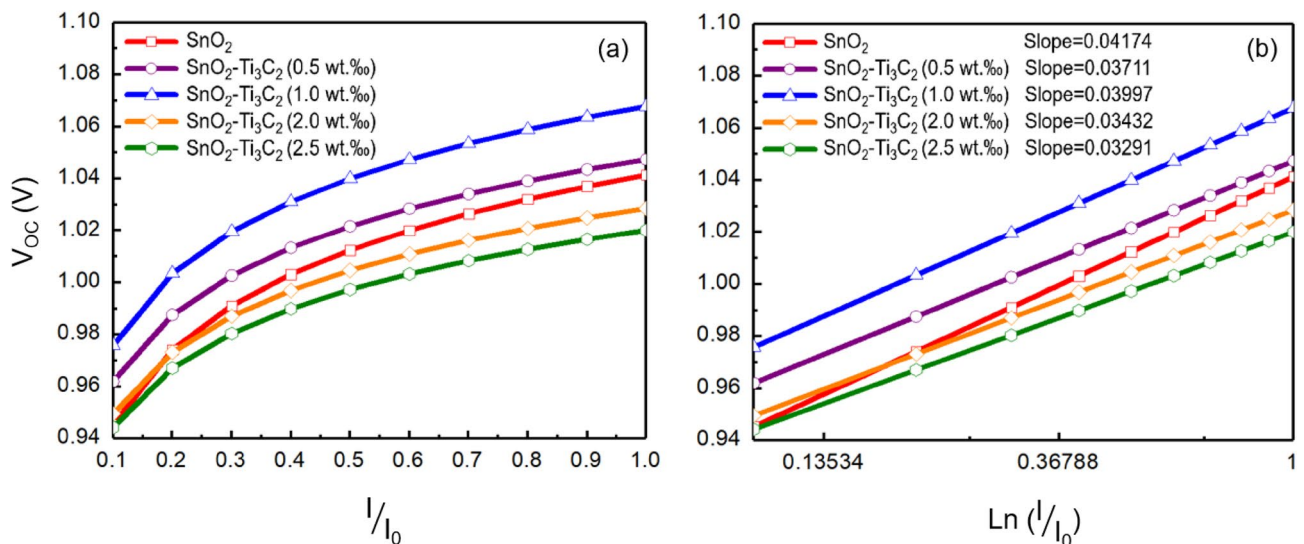 1.10
1.08
1.06
1.04
1.02
1.00
0.98
0.96
0.94
V_OC (V)
SnO₂
SnO₂-Ti₃C₂ (0.5 wt.‰)
SnO₂-Ti₃C₂ (1.0 wt.‰)
SnO₂-Ti₃C₂ (2.0 wt.‰)
SnO₂-Ti₃C₂ (2.5 wt.‰)
(a)
0.1 0.2 0.3 0.4 0.5 0.6 0.7 0.8 0.9 1.0
I/I₀
1.10
1.08
1.06
1.04
1.02
1.00
0.98
0.96
0.94
SnO₂ Slope=0.04174
SnO₂-Ti₃C₂ (0.5 wt.‰) Slope=0.03711
SnO₂-Ti₃C₂ (1.0 wt.‰) Slope=0.03997
SnO₂-Ti₃C₂ (2.0 wt.‰) Slope=0.03432
SnO₂-Ti₃C₂ (2.5 wt.‰) Slope=0.03291
(b)
0.13534 0.36788 1
Ln (I/I₀)